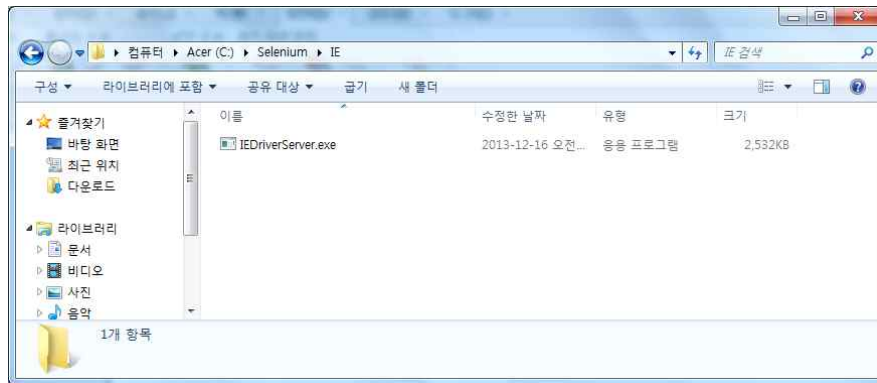 컴퓨터 ▸ Acer (C:) ▸ Selenium ▸ IE
IE 검색
구성 ▼ 라이브러리에 포함 ▼ 공유 대상 ▼ 굽기 새 폴더
이름 수정한 날짜 유형 크기
즐겨찾기
바탕 화면
최근 위치
다운로드
라이브러리
문서
비디오
사진
음악
IEDriverServer.exe 2013-12-16 오전... 응용 프로그램 2,532KB
1개 항목